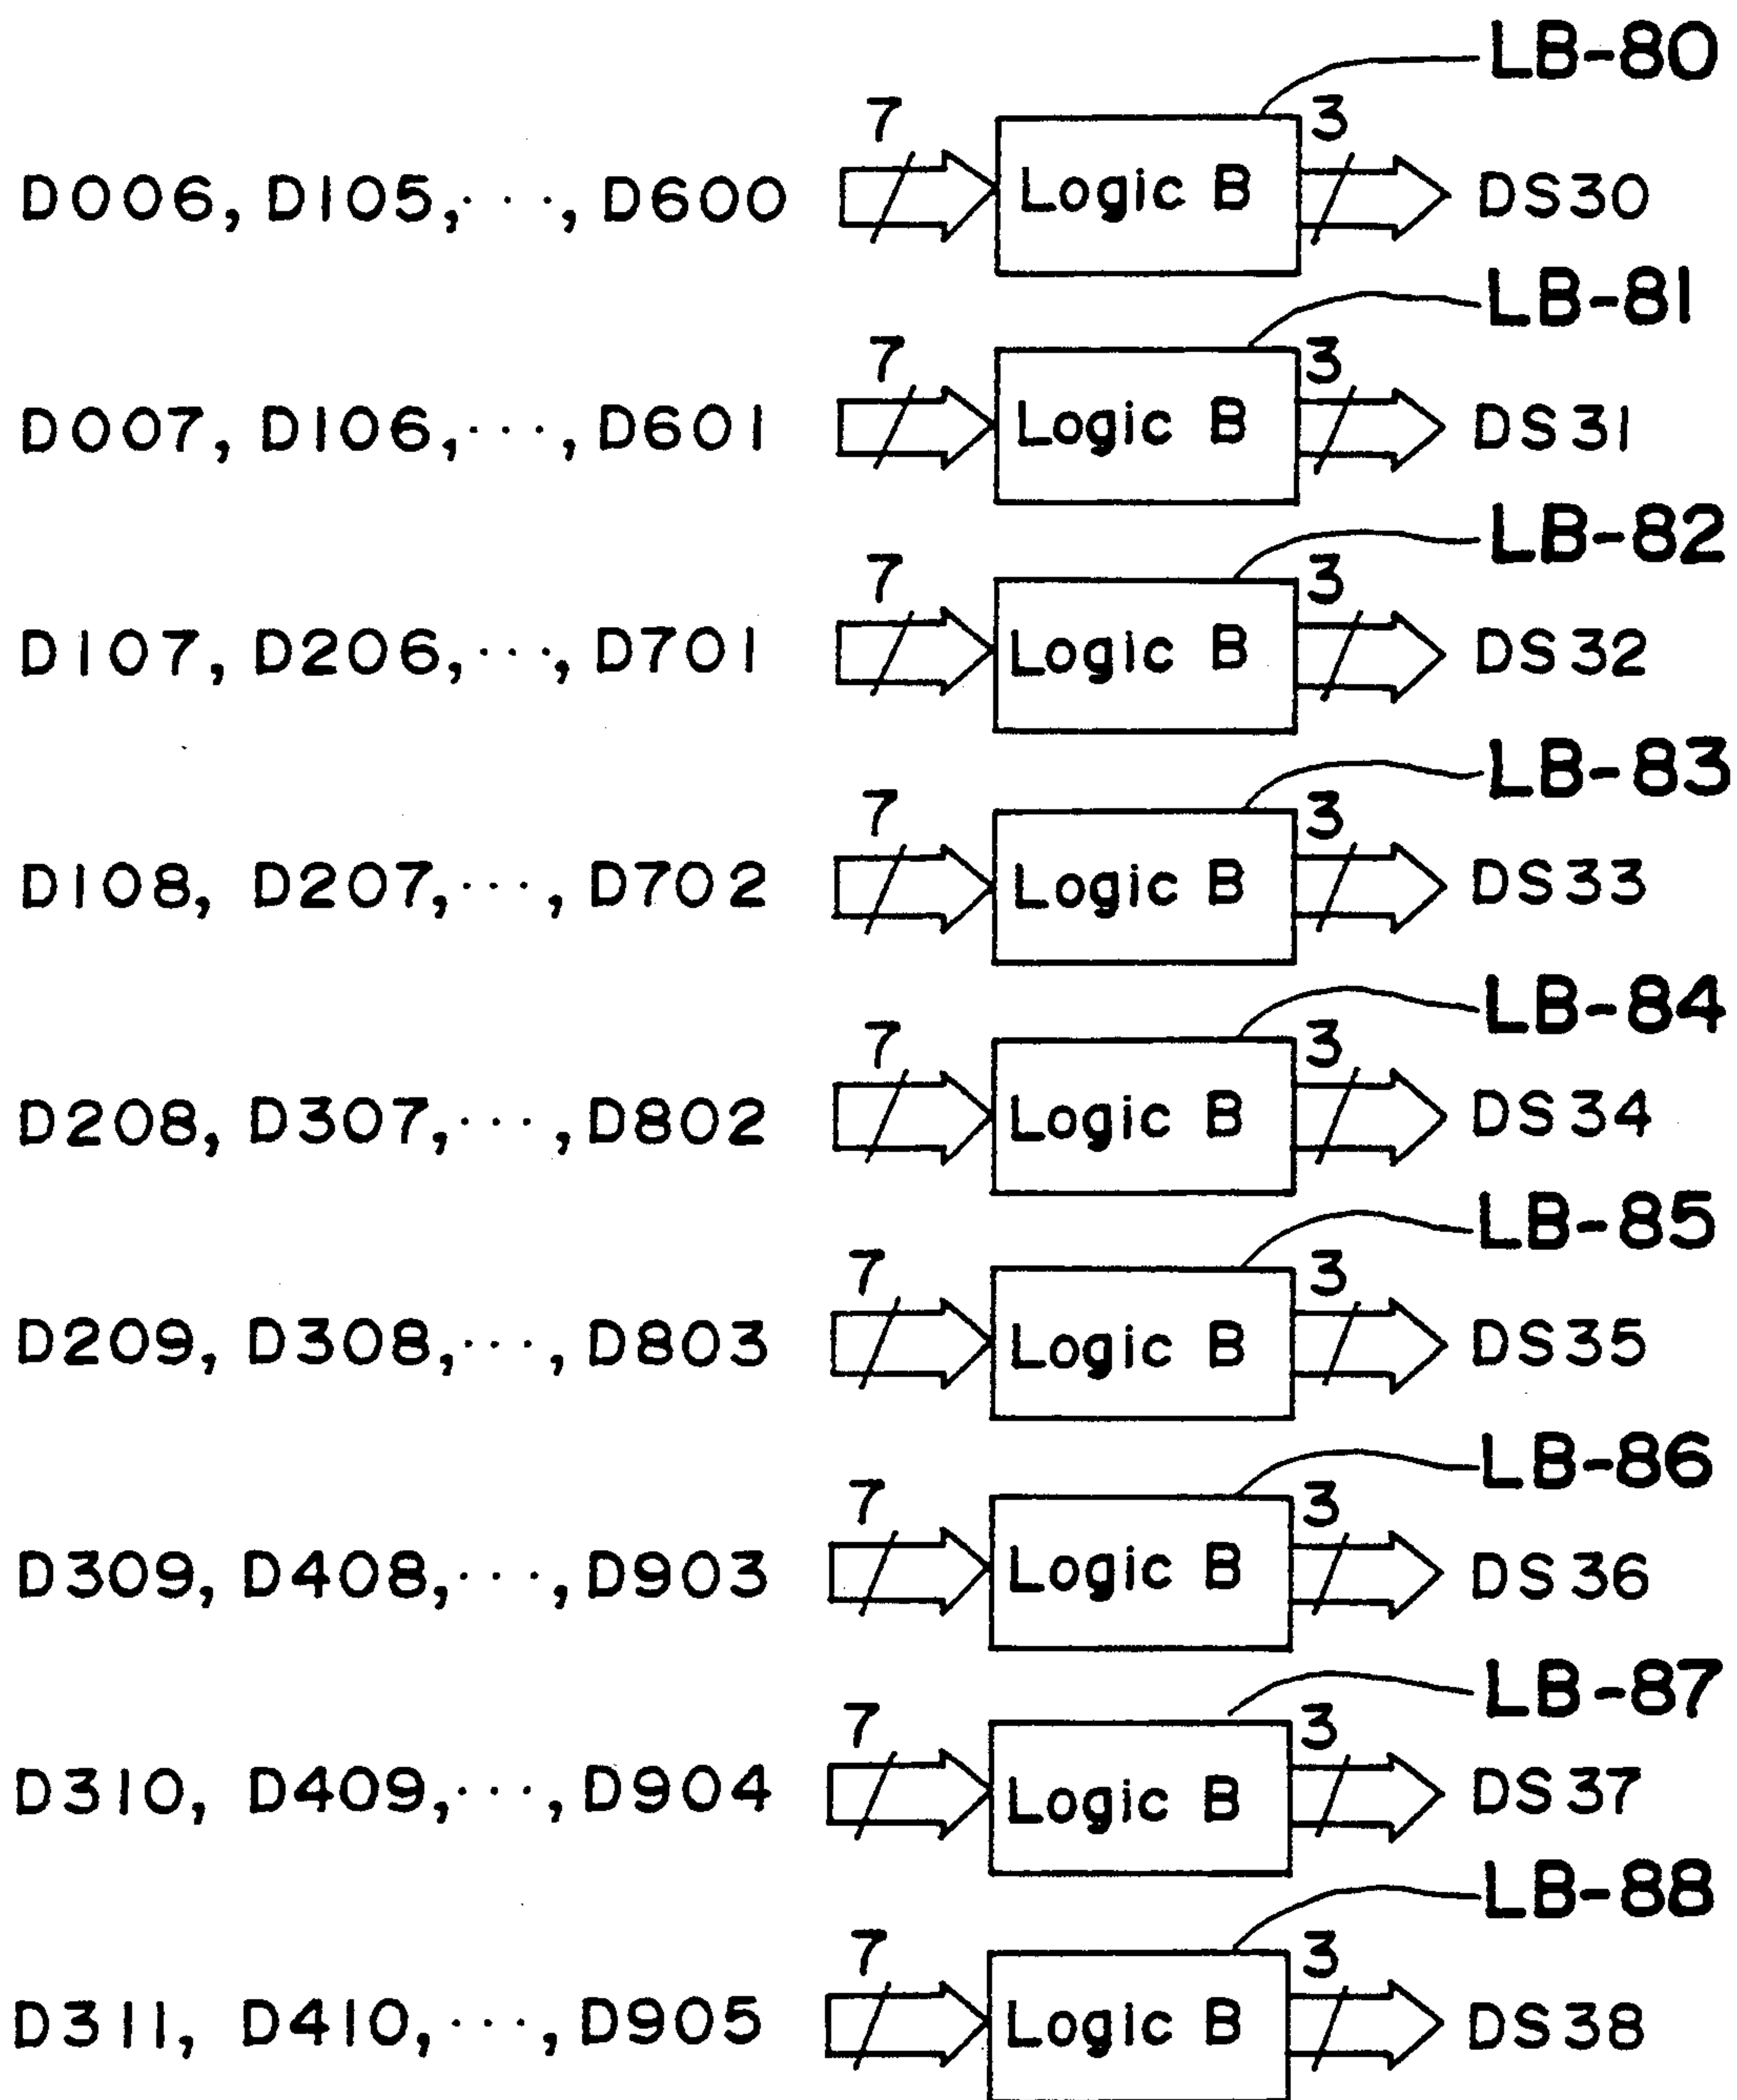 LB-80
7 3
D006, D105, ···, D600 Logic B DS30
LB-81
7 3
D007, D106, ···, D601 Logic B DS31
LB-82
7 3
D107, D206, ···, D701 Logic B DS32
LB-83
7 3
D108, D207, ···, D702 Logic B DS33
LB-84
7 3
D208, D307, ···, D802 Logic B DS34
LB-85
7 3
D209, D308, ···, D803 Logic B DS35
LB-86
7 3
D309, D408, ···, D903 Logic B DS36
LB-87
7 3
D310, D409, ···, D904 Logic B DS37
LB-88
7 3
D311, D410, ···, D905 Logic B DS38